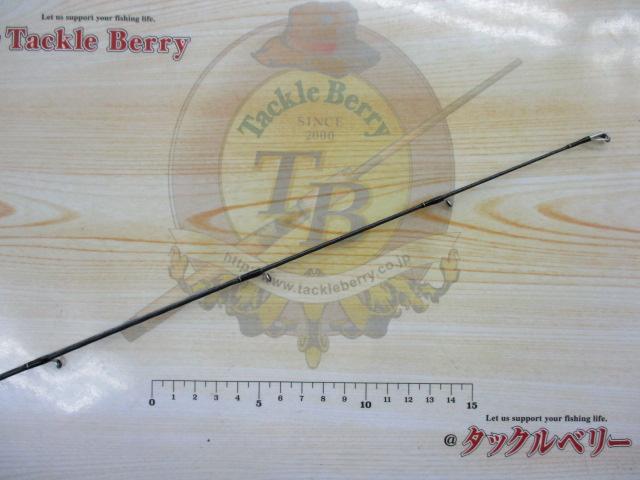 Let us support your fishing life.
Tackle Berry
Tackle Berry
SINCE
2000
TB
https://www.tackleberry.co.jp
0 1 2 3 4 5 6 7 8 9 10 11 12 13 14 15
Let us support your fishing life.
@タックルベリー